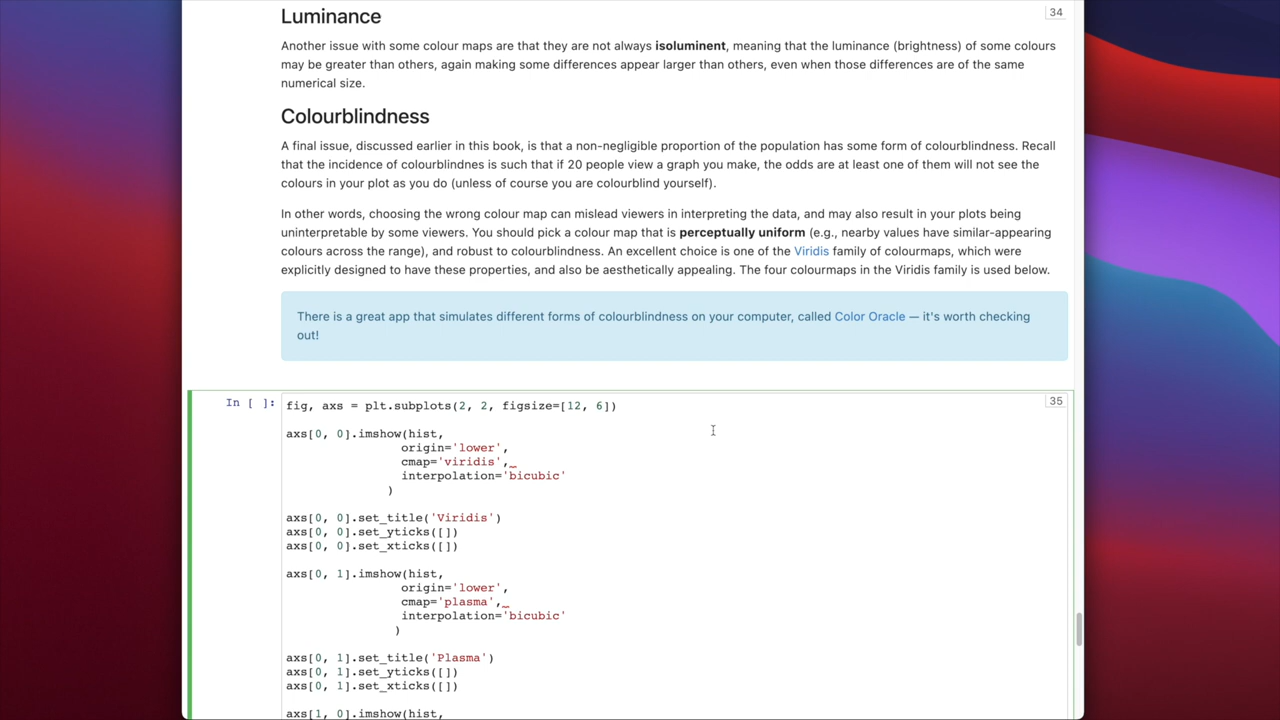 Luminance
34
Another issue with some colour maps are that they are not always isoluminent, meaning that the luminance (brightness) of some colours
may be greater than others, again making some differences appear larger than others, even when those differences are of the same
numerical size.
Colourblindness
A final issue, discussed earlier in this book, is that a non-negligible proportion of the population has some form of colourblindness. Recall
that the incidence of colourblindnes is such that if 20 people view a graph you make, the odds are at least one of them will not see the
colours in your plot as you do (unless of course you are colourblind yourself).
In other words, choosing the wrong colour map can mislead viewers in interpreting the data, and may also result in your plots being
uninterpretable by some viewers. You should pick a colour map that is perceptually uniform (e.g., nearby values have similar-appearing
colours across the range), and robust to colourblindness. An excellent choice is one of the Viridis family of colourmaps, which were
explicitly designed to have these properties, and also be aesthetically appealing. The four colourmaps in the Viridis family is used below.
There is a great app that simulates different forms of colourblindness on your computer, called Color Oracle — it's worth checking
out!
In [ ]:
35
fig, axs = plt.subplots(2, 2, figsize=[12, 6])
axs[0, 0].imshow(hist,
origin='lower',
cmap='viridis',
interpolation='bicubic'
)
axs[0, 0].set_title('Viridis')
axs[0, 0].set_yticks([])
axs[0, 0].set_xticks([])
axs[0, 1].imshow(hist,
origin='lower',
cmap='plasma',
interpolation='bicubic'
)
axs[0, 1].set_title('Plasma')
axs[0, 1].set_yticks([])
axs[0, 1].set_xticks([])
axs[1, 0].imshow(hist,